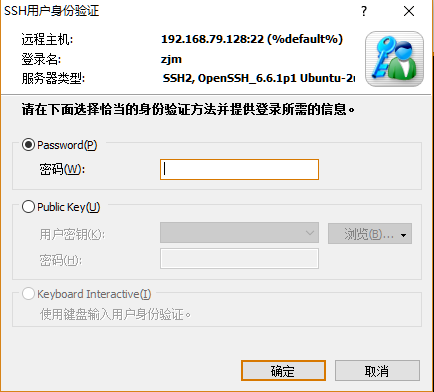 SSH用户身份验证
远程主机: 192.168.79.128:22 (%default%)
登录名: zjm
服务器类型: SSH2, OpenSSH_6.6.1p1 Ubuntu-2
请在下面选择恰当的身份验证方法并提供登录所需的信息。
Password(P)
密码(W):
Public Key(U)
用户密钥(K): 浏览(B)...
密码(H):
Keyboard Interactive(I)
使用键盘输入用户身份验证。
确定 取消